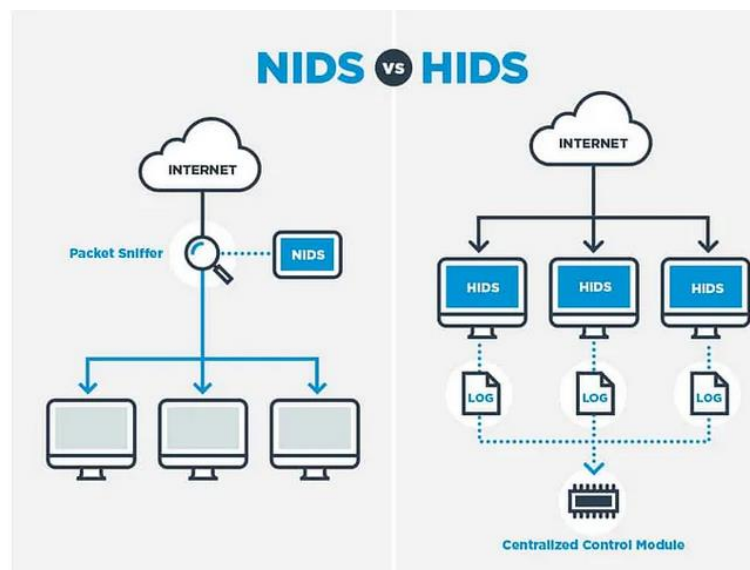 NIDS vs HIDS
INTERNET
Packet Sniffer
NIDS
INTERNET
HIDS
HIDS
HIDS
LOG
LOG
LOG
Centralized Control Module